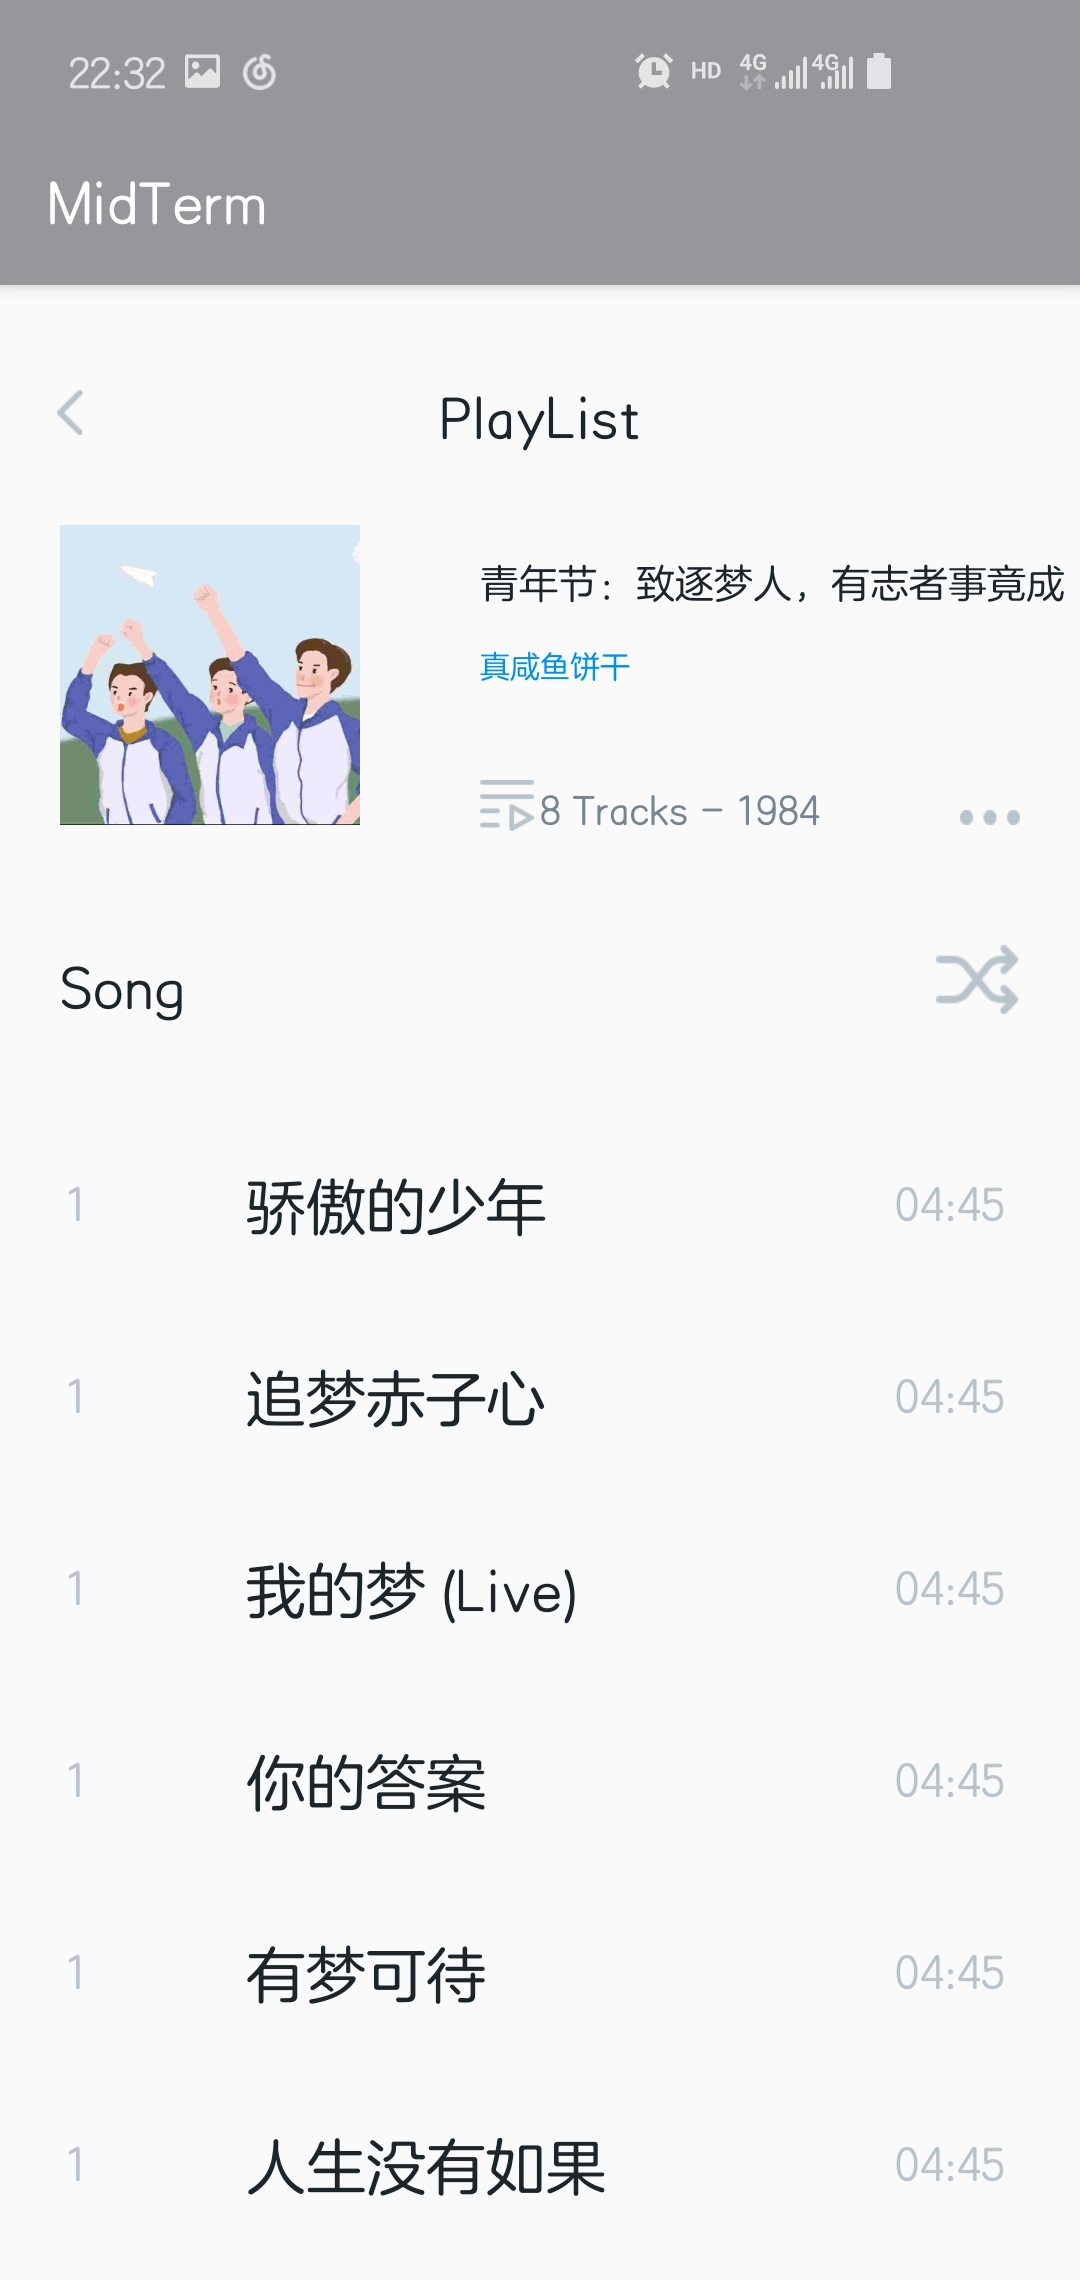 22:32 HD 4G 4G
MidTerm
PlayList
青年节：致逐梦人，有志者事竟成
真咸鱼饼干
8 Tracks - 1984
Song
1 骄傲的少年 04:45
1 追梦赤子心 04:45
1 我的梦 (Live) 04:45
1 你的答案 04:45
1 有梦可待 04:45
1 人生没有如果 04:45